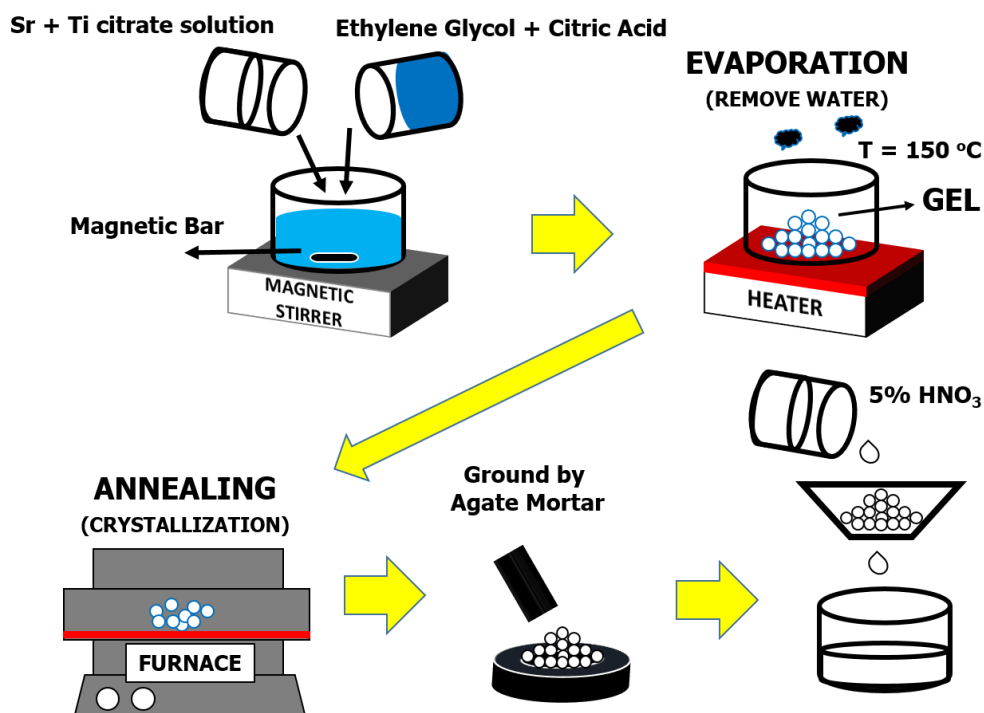 Sr + Ti citrate solution
Ethylene Glycol + Citric Acid
EVAPORATION
(REMOVE WATER)
T = 150 °C
GEL
Magnetic Bar
MAGNETIC
STIRRER
HEATER
5% HNO₃
ANNEALING
(CRYSTALLIZATION)
Ground by
Agate Mortar
FURNACE